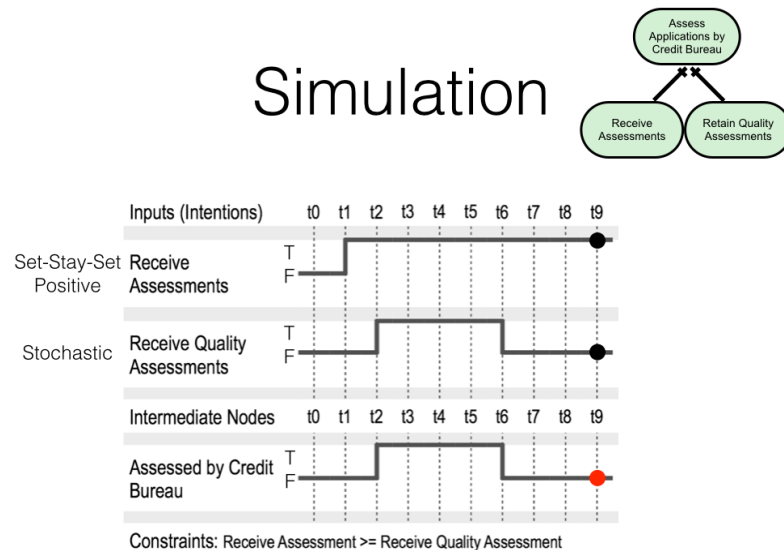 Simulation
Assess
Applications by
Credit Bureau
Receive
Assessments
Retain Quality
Assessments
Inputs (Intentions) t0 t1 t2 t3 t4 t5 t6 t7 t8 t9
Set-Stay-Set
Positive
Receive
Assessments
T
F
Stochastic
Receive Quality
Assessments
T
F
Intermediate Nodes t0 t1 t2 t3 t4 t5 t6 t7 t8 t9
Assessed by Credit
Bureau
T
F
Constraints: Receive Assessment >= Receive Quality Assessment